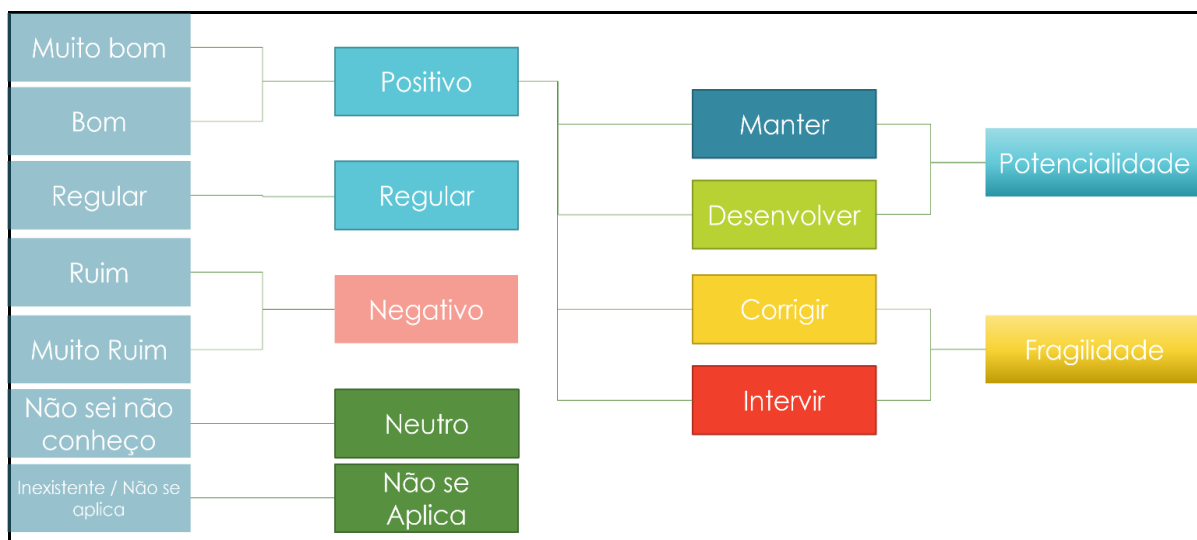 Muito bom
Bom
Regular
Ruim
Muito Ruim
Não sei não
conheço
Inexistente / Não se
aplica
Positivo
Regular
Negativo
Neutro
Não se
Aplica
Manter
Desenvolver
Corrigir
Intervir
Potencialidade
Fragilidade